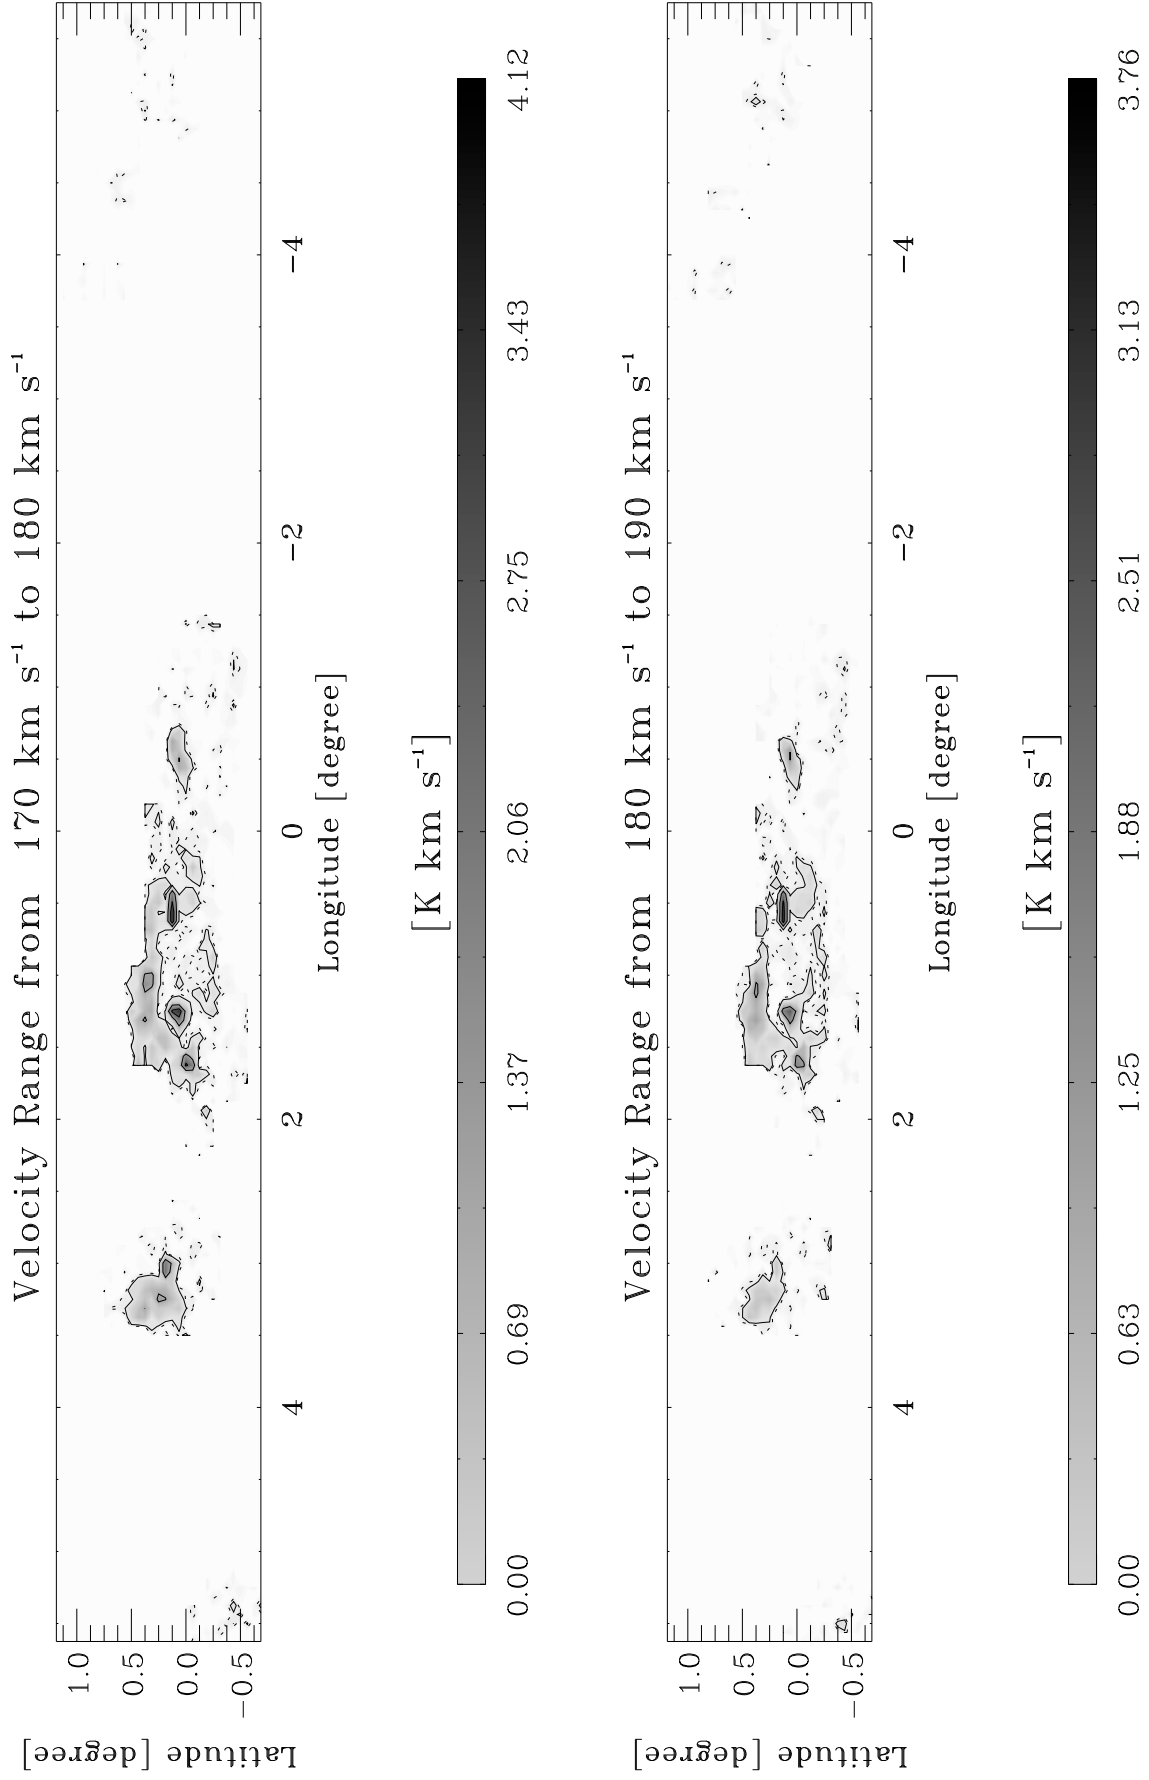 Velocity Range from 170 km s⁻¹ to 180 km s⁻¹
Latitude [degree]
1.0
0.5
0.0
−0.5
4 2 0 −2 −4
Longitude [degree]
[K km s⁻¹]
0.00 0.69 1.37 2.06 2.75 3.43 4.12
Velocity Range from 180 km s⁻¹ to 190 km s⁻¹
Latitude [degree]
1.0
0.5
0.0
−0.5
4 2 0 −2 −4
Longitude [degree]
[K km s⁻¹]
0.00 0.63 1.25 1.88 2.51 3.13 3.76